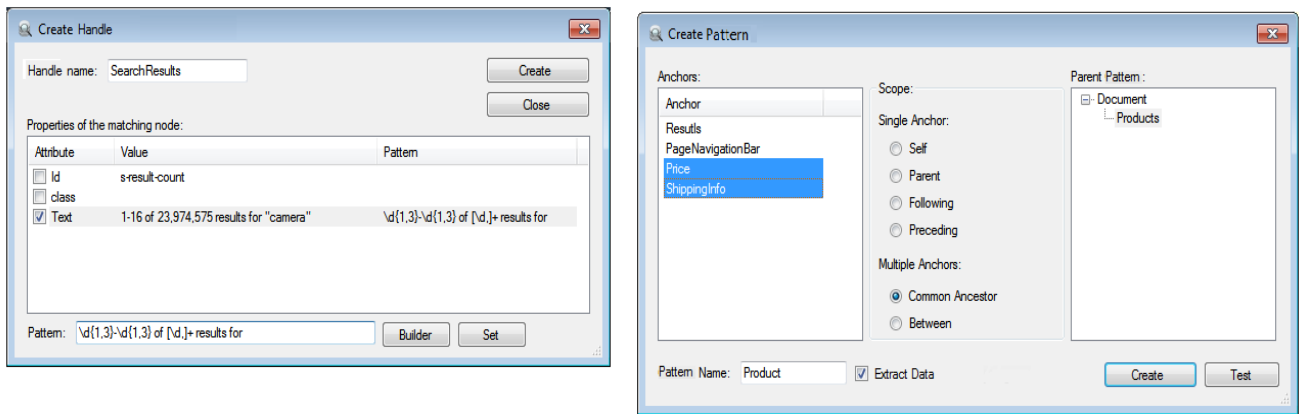 Create Handle
Handle name: SearchResults
Create
Close
Properties of the matching node:
Attribute Value Pattern
Id s-result-count
class
Text 1-16 of 23,974,575 results for "camera" \d{1,3}-\d{1,3} of [\d,]+ results for
Pattern: \d{1,3}-\d{1,3} of [\d,]+ results for Builder Set
Create Pattern
Anchors:
Anchor
Resutls
PageNavigationBar
Price
ShippingInfo
Scope:
Single Anchor:
Self
Parent
Following
Preceding
Multiple Anchors:
Common Ancestor
Between
Parent Pattern :
Document
Products
Pattern Name: Product Extract Data Create Test